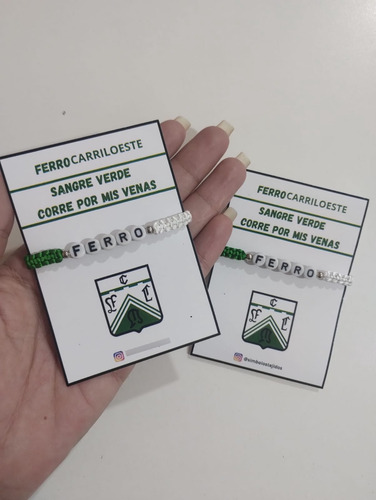 FERROCARRILOESTE
SANGRE VERDE
CORRE POR MIS VENAS
FERRO
FERROCARRILOESTE
SANGRE VERDE
CORRE POR MIS VENAS
FERRO